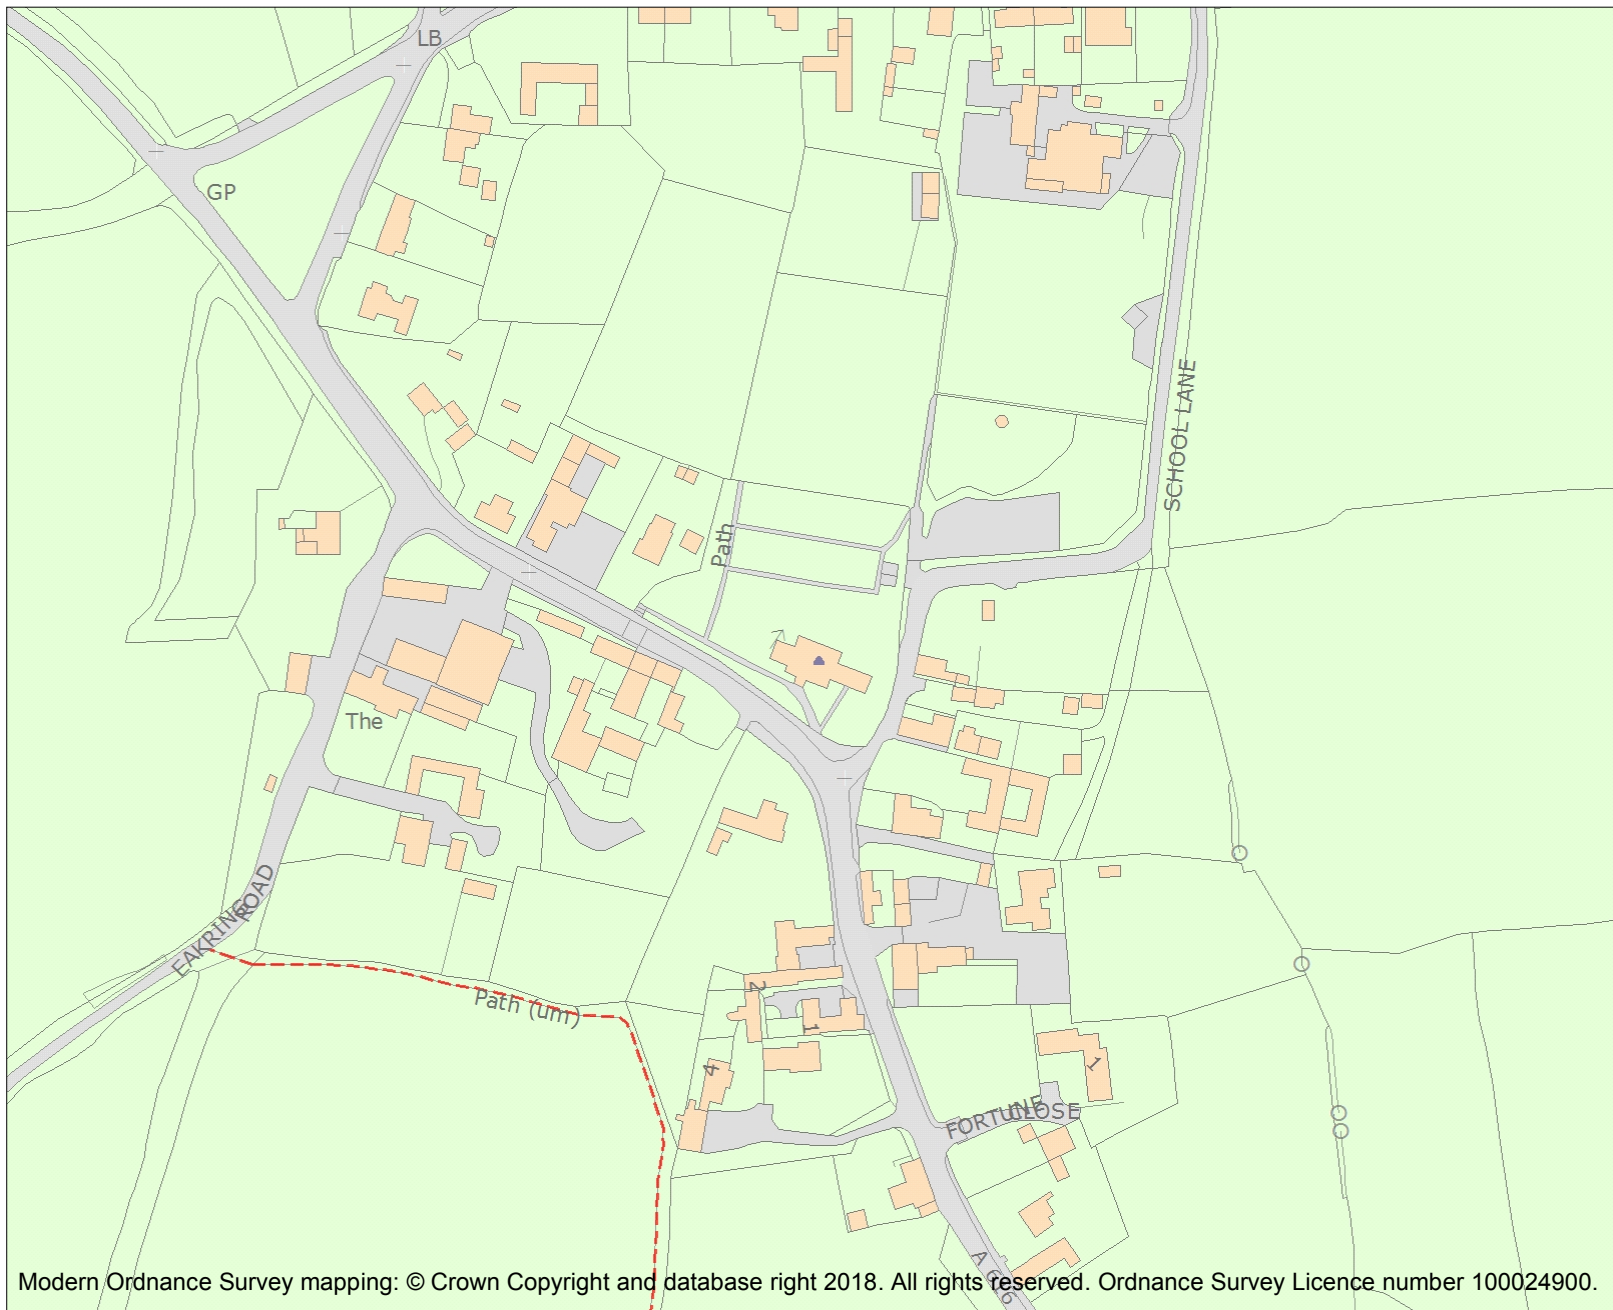 LB
GP
SCHOOL LANE
Path
The
EAKRING ROAD
Path (um)
2
1
4
1
FORTUNE CLOSE
A 616
Modern Ordnance Survey mapping: © Crown Copyright and database right 2018. All rights reserved. Ordnance Survey Licence number 100024900.